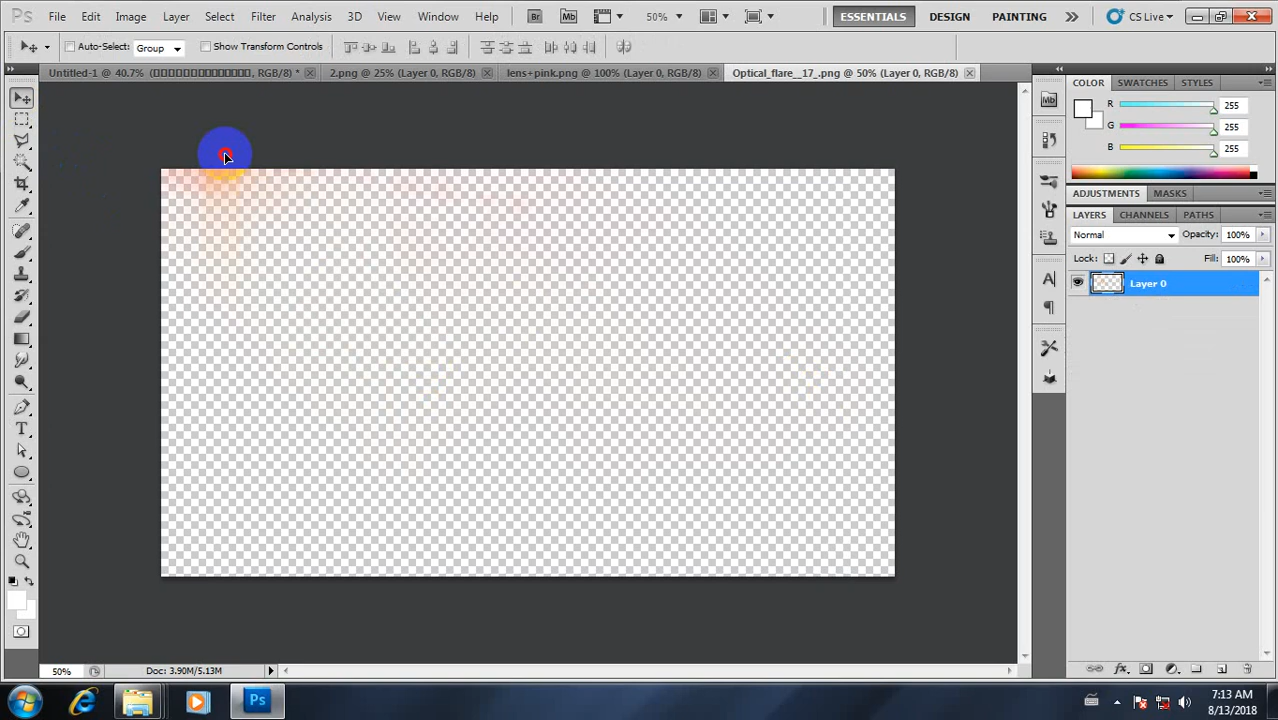 Ps File Edit Image Layer Select Filter Analysis 3D View Window Help Br Mb 50% ESSENTIALS DESIGN PAINTING CS Live
Auto-Select: Group Show Transform Controls
Untitled-1 @ 40.7% (▯▯▯▯▯▯▯▯▯▯▯▯▯▯, RGB/8) * 2.png @ 25% (Layer 0, RGB/8) lens+pink.png @ 100% (Layer 0, RGB/8) Optical_flare__17_.png @ 50% (Layer 0, RGB/8)
COLOR SWATCHES STYLES
R 255
G 255
B 255
ADJUSTMENTS MASKS
LAYERS CHANNELS PATHS
Normal Opacity: 100%
Lock: Fill: 100%
Layer 0
50% Doc: 3.90M/5.13M
Ps
7:13 AM
8/13/2018